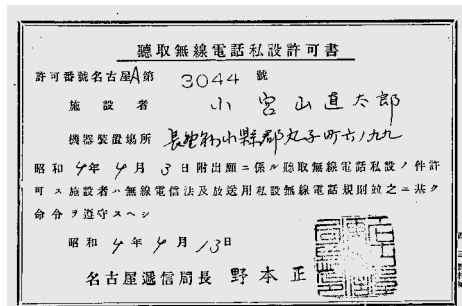 聽取無線電話私設許可書
許可番號名古屋A第 3044 號
施設者 小宮山直太郎
機器裝置場所 長野縣小縣郡丸子町六ノ九九
昭和4年4月3日附出願ニ係ル聽取無線電話私設ノ件許
可ス施設者ハ無線電信法及放送用私設無線電話規則竝之ニ基ク
命令ヲ遵守スヘシ
昭和4年4月13日
名古屋遞信局長 野本正